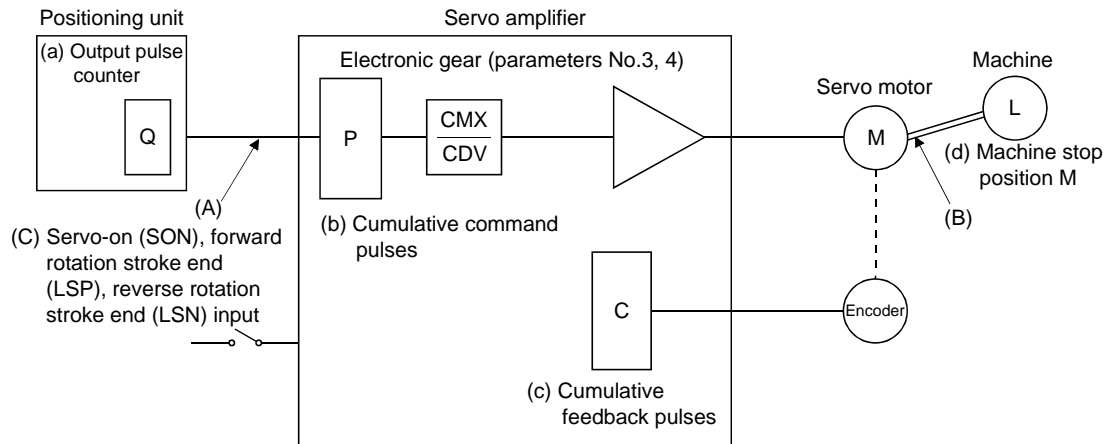 Positioning unit
Servo amplifier
(a) Output pulse
counter
Q
Electronic gear (parameters No.3, 4)
P
CMX
CDV
Servo motor
M
Machine
L
(d) Machine stop
position M
(A)
(B)
(b) Cumulative command
pulses
(C) Servo-on (SON), forward
rotation stroke end
(LSP), reverse rotation
stroke end (LSN) input
C
Encoder
(c) Cumulative
feedback pulses